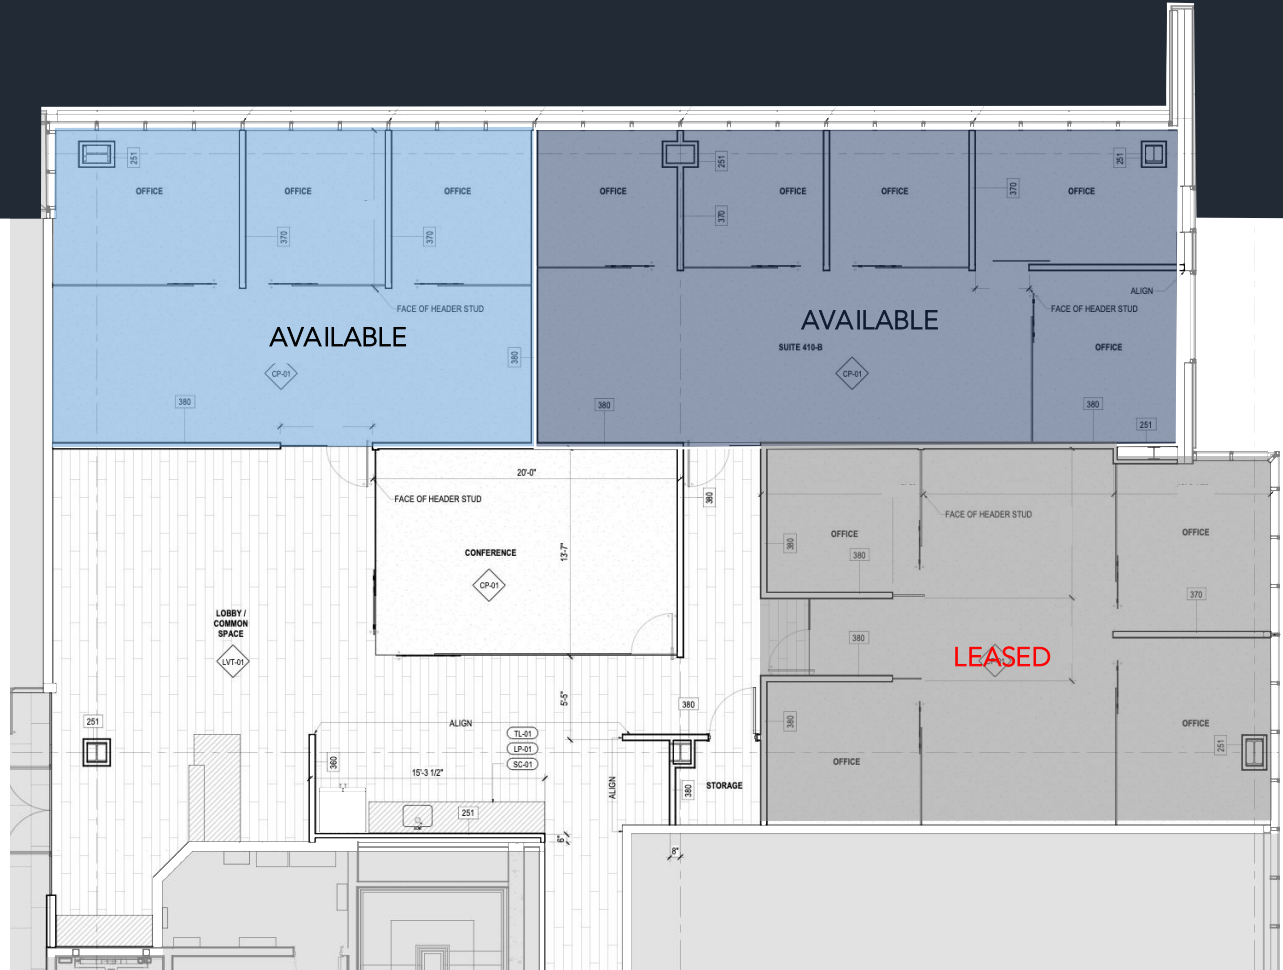 251
OFFICE
OFFICE
OFFICE
370
370
FACE OF HEADER STUD
AVAILABLE
380
CP-01
380
OFFICE
251
OFFICE
OFFICE
251
OFFICE
370
370
ALIGN
FACE OF HEADER STUD
AVAILABLE
SUITE 410-B
OFFICE
CP-01
380
380
251
20'-0"
FACE OF HEADER STUD
380
CONFERENCE
13'-7"
CP-01
LOBBY /
COMMON
SPACE
LVT-01
OFFICE
FACE OF HEADER STUD
OFFICE
380
380
370
380
LEASED
5'-5"
380
251
ALIGN
TL-01
LP-01
SC-01
360
15'-3 1/2"
ALIGN
380
STORAGE
380
OFFICE
OFFICE
251
251
6"
8"